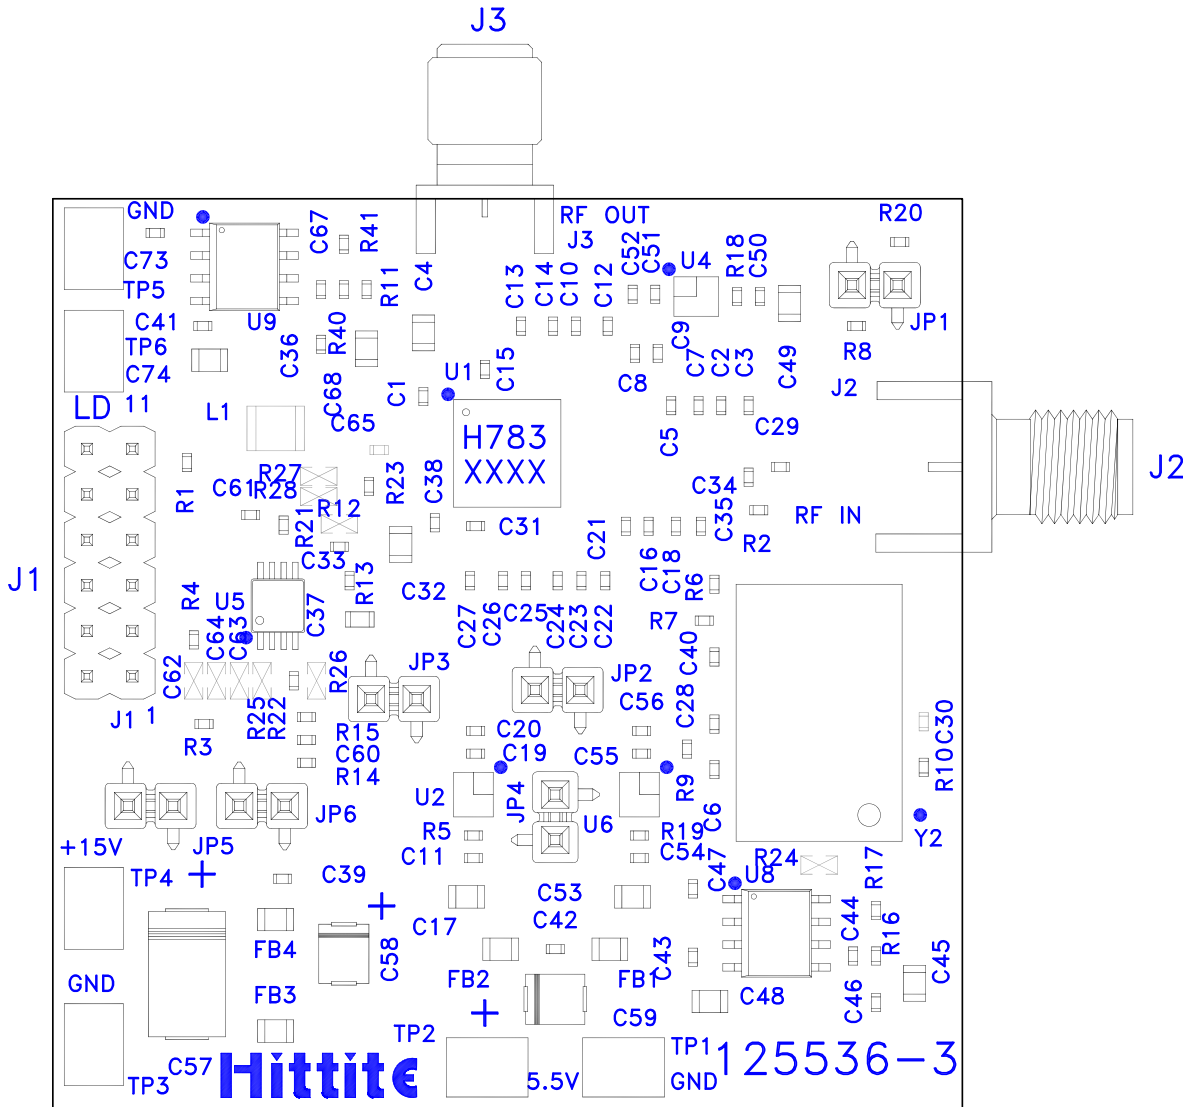 J3
GND
RF OUT
J3
R20
C73
TP5
C67
R41
C4
C52
C51
U4
R18
C50
C41
U9
R11
C13
C14
C10
C12
JP1
TP6
C74
C36
R40
C9
R8
LD 11
L1
C68
C65
C1
U1
C15
C8
C7
C2
C3
C49
J2
H783
XXXX
C5
C29
J2
R1
C61
R27
R28
R12
R21
R23
C38
C31
C34
C35
RF IN
R2
C21
J1
C33
R4
U5
C37
R13
C32
C27
C26
C25
C24
C23
C22
C16
C18
R6
R7
C64
C63
C62
R26
JP3
JP2
C40
C56
C28
J1 1
R3
R25
R22
R15
C60
R14
C20
C19
C55
C30
R10
R9
JP5
JP6
U2
JP4
U6
C6
Y2
+15V
R5
C11
R19
C54
R24
R17
TP4
+
C39
+
C17
C53
C42
C47
U8
C44
R16
GND
FB4
FB3
C58
FB2
+
FB1
C43
C48
C46
C45
C59
TP3
C57
Hittite
TP2
5.5V
TP1
GND
125536-3